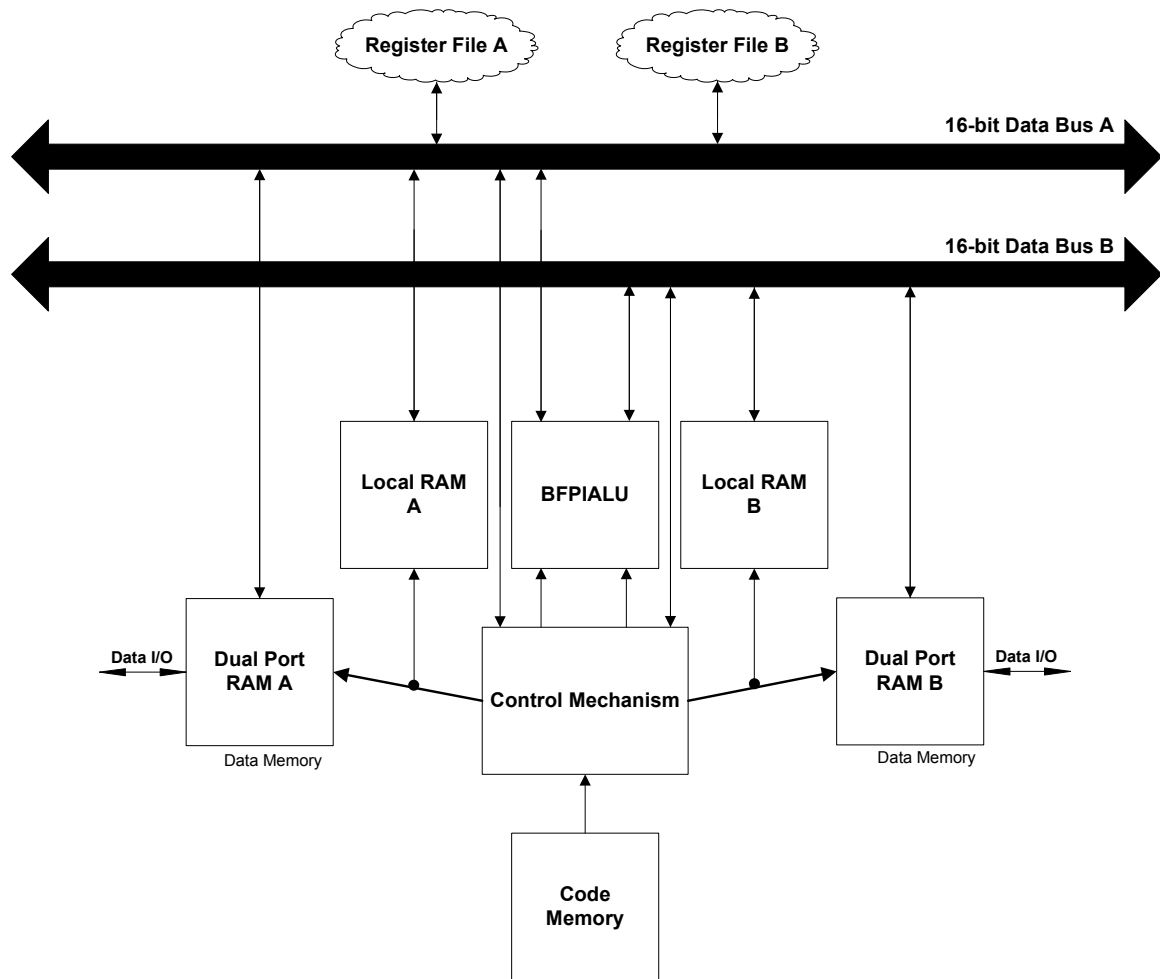 Register File A
Register File B
16-bit Data Bus A
16-bit Data Bus B
Local RAM
A
BFPIALU
Local RAM
B
Data I/O
Dual Port
RAM A
Control Mechanism
Dual Port
RAM B
Data I/O
Data Memory
Data Memory
Code
Memory